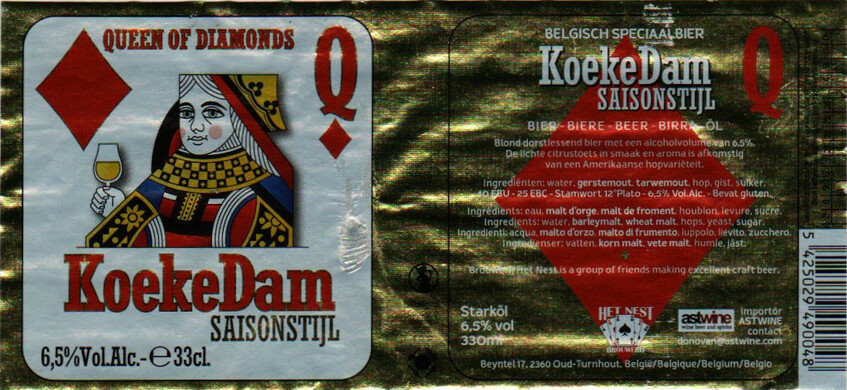 QUEEN OF DIAMONDS
Q
KoekeDam
SAISONSTIJL
6,5%Vol.Alc.-℮33cl.
BELGISCH SPECIAALBIER
Q
KoekeDam
SAISONSTIJL
BIER - BIERE - BEER - BIRRA - ÖL
Blond dorstlessend bier met een alcoholvolume van 6,5%.
De lichte citrustoets in smaak en aroma is afkomstig
van een Amerikaanse hopvariëteit.
Ingrediënten: water, gerstemout, tarwemout, hop, gist, suiker.
40 EBU - 25 EBC - Stamwort 12°Plato - 6,5% Vol.Alc. - Bevat gluten.
Ingrédients: eau, malt d'orge, malt de froment, houblon, levure, sucre.
Ingredients: water, barleymalt, wheat malt, hops, yeast, sugar.
Ingredienti: acqua, malto d'orzo, malto di frumento, luppolo, lievito, zucchero.
Ingredienser: vatten, korn malt, vete malt, humle, jäst.
Brouwerij Het Nest is a group of friends making excellent craft beer.
Starköl
6,5% vol
330ml
HET NEST
BROUWERIJ
astwine
wine beer and spirits
Importör
ASTWINE
contact
donovan@astwine.com
Beyntel 17, 2360 Oud-Turnhout, België/Belgique/Belgium/Belgio
5 425029 490048